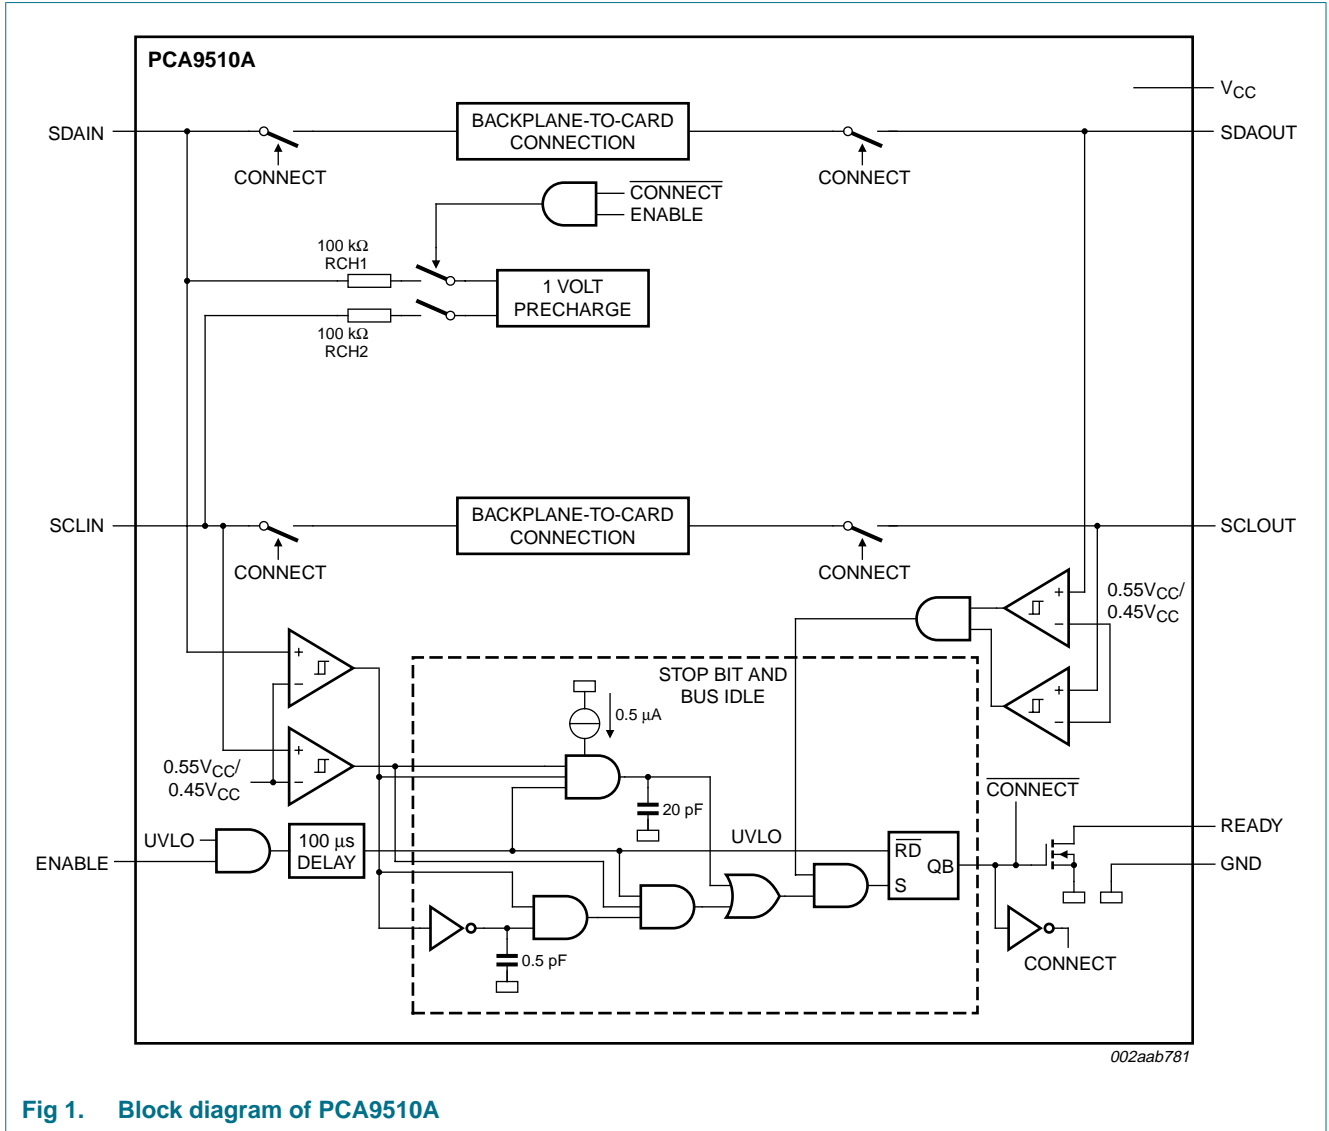 PCA9510A
VCC
SDAIN
BACKPLANE-TO-CARD
CONNECTION
SDAOUT
CONNECT
CONNECT
CONNECT
ENABLE
100 kΩ
RCH1
1 VOLT
PRECHARGE
100 kΩ
RCH2
SCLIN
BACKPLANE-TO-CARD
CONNECTION
SCLOUT
CONNECT
CONNECT
+
−
0.55VCC/
0.45VCC
+
−
STOP BIT AND
BUS IDLE
+
−
0.5 μA
+
−
0.55VCC/
0.45VCC
20 pF
CONNECT
UVLO
100 μs
DELAY
UVLO
RD
QB
S
READY
ENABLE
GND
0.5 pF
CONNECT
002aab781
Fig 1. Block diagram of PCA9510A